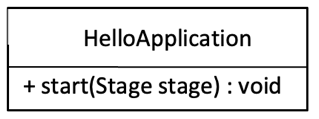 HelloApplication
+ start(Stage stage) : void